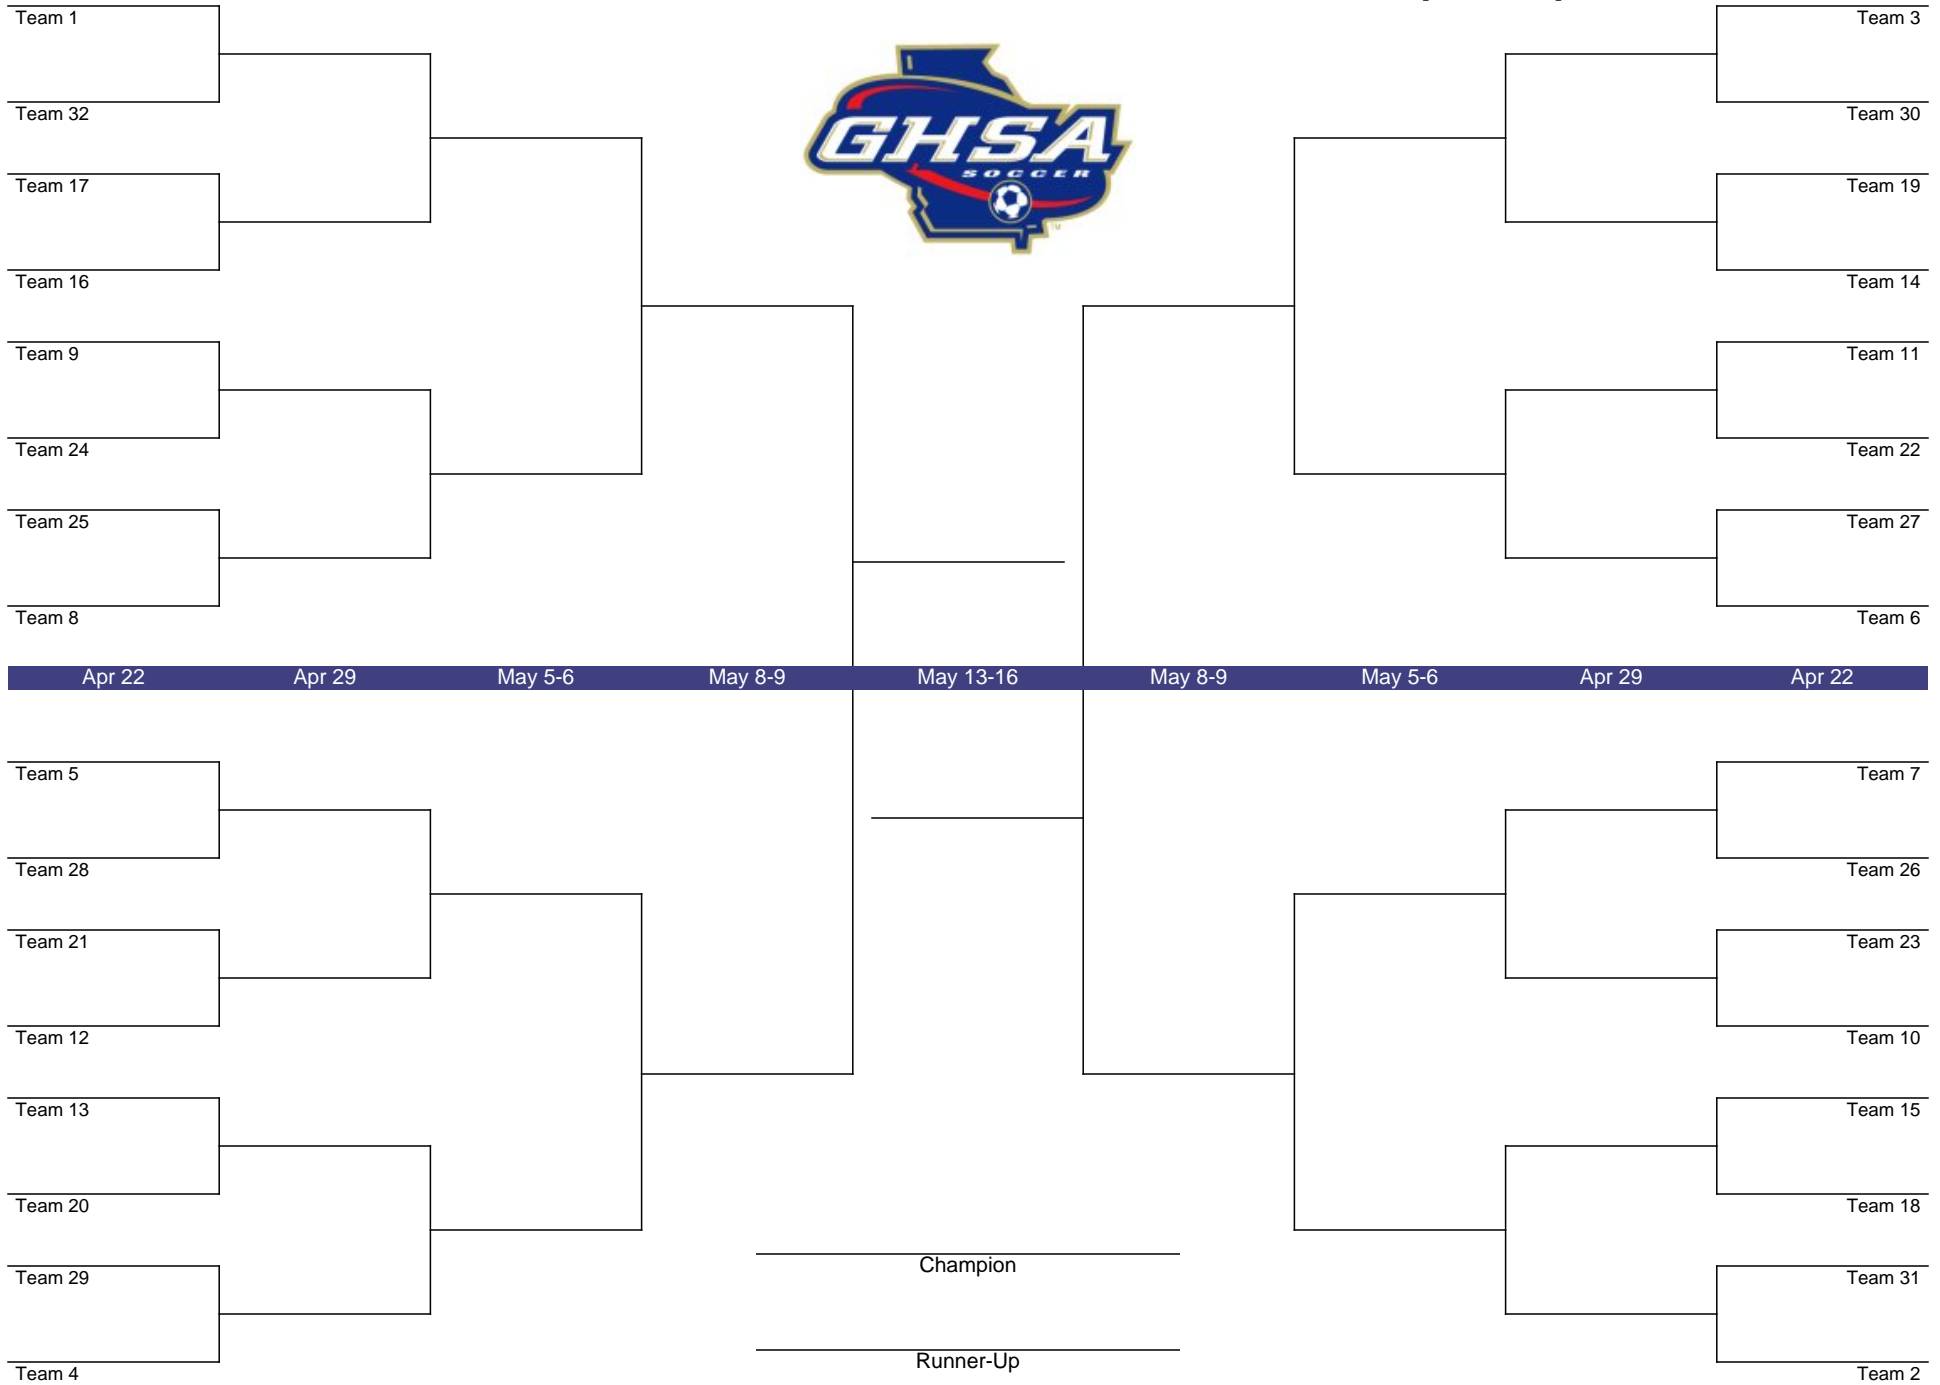 Team 1
Team 3
Team 32
Team 30
Team 17
Team 19
GHSA
SOCCER
TM
Team 16
Team 14
Team 9
Team 11
Team 24
Team 22
Team 25
Team 27
Team 8
Team 6
Apr 22 Apr 29 May 5-6 May 8-9 May 13-16 May 8-9 May 5-6 Apr 29 Apr 22
Team 5
Team 7
Team 28
Team 26
Team 21
Team 23
Team 12
Team 10
Team 13
Team 15
Team 20
Team 18
Champion
Team 29
Team 31
Runner-Up
Team 4
Team 2